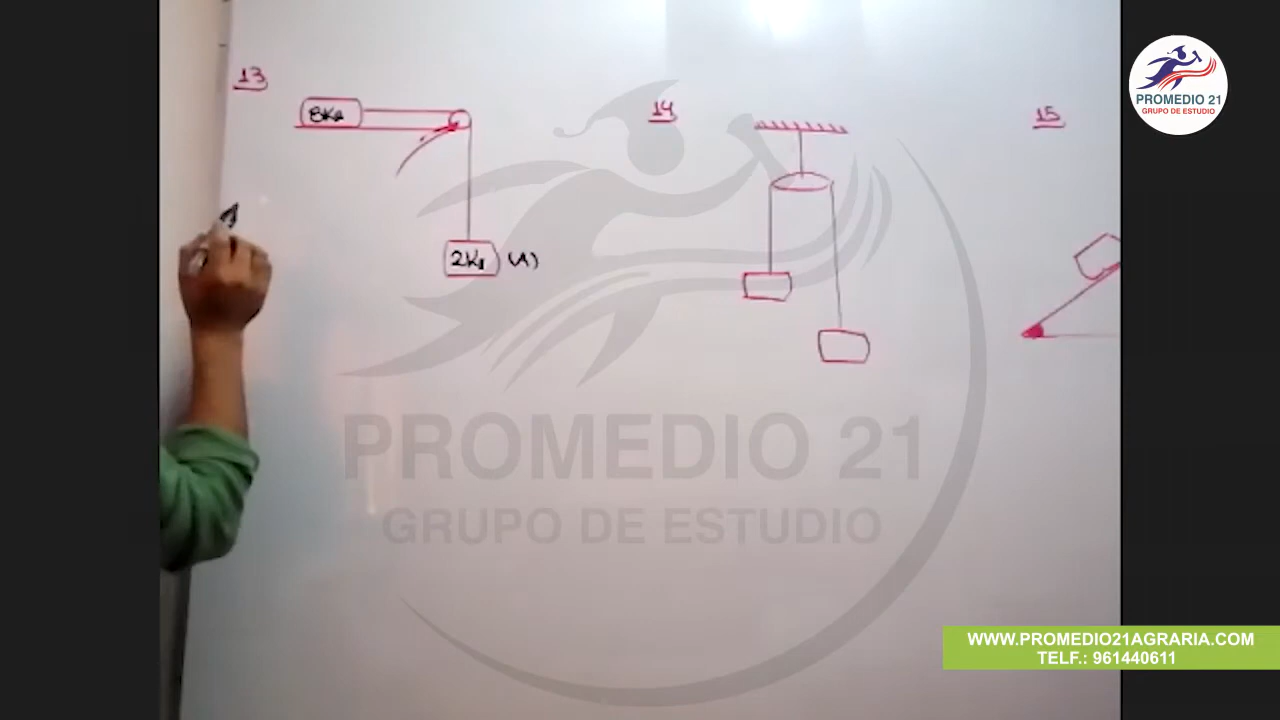 13
8Kg
2Kg (A)
14
15
PROMEDIO 21
GRUPO DE ESTUDIO
PROMEDIO 21
GRUPO DE ESTUDIO
WWW.PROMEDIO21AGRARIA.COM
TELF.: 961440611